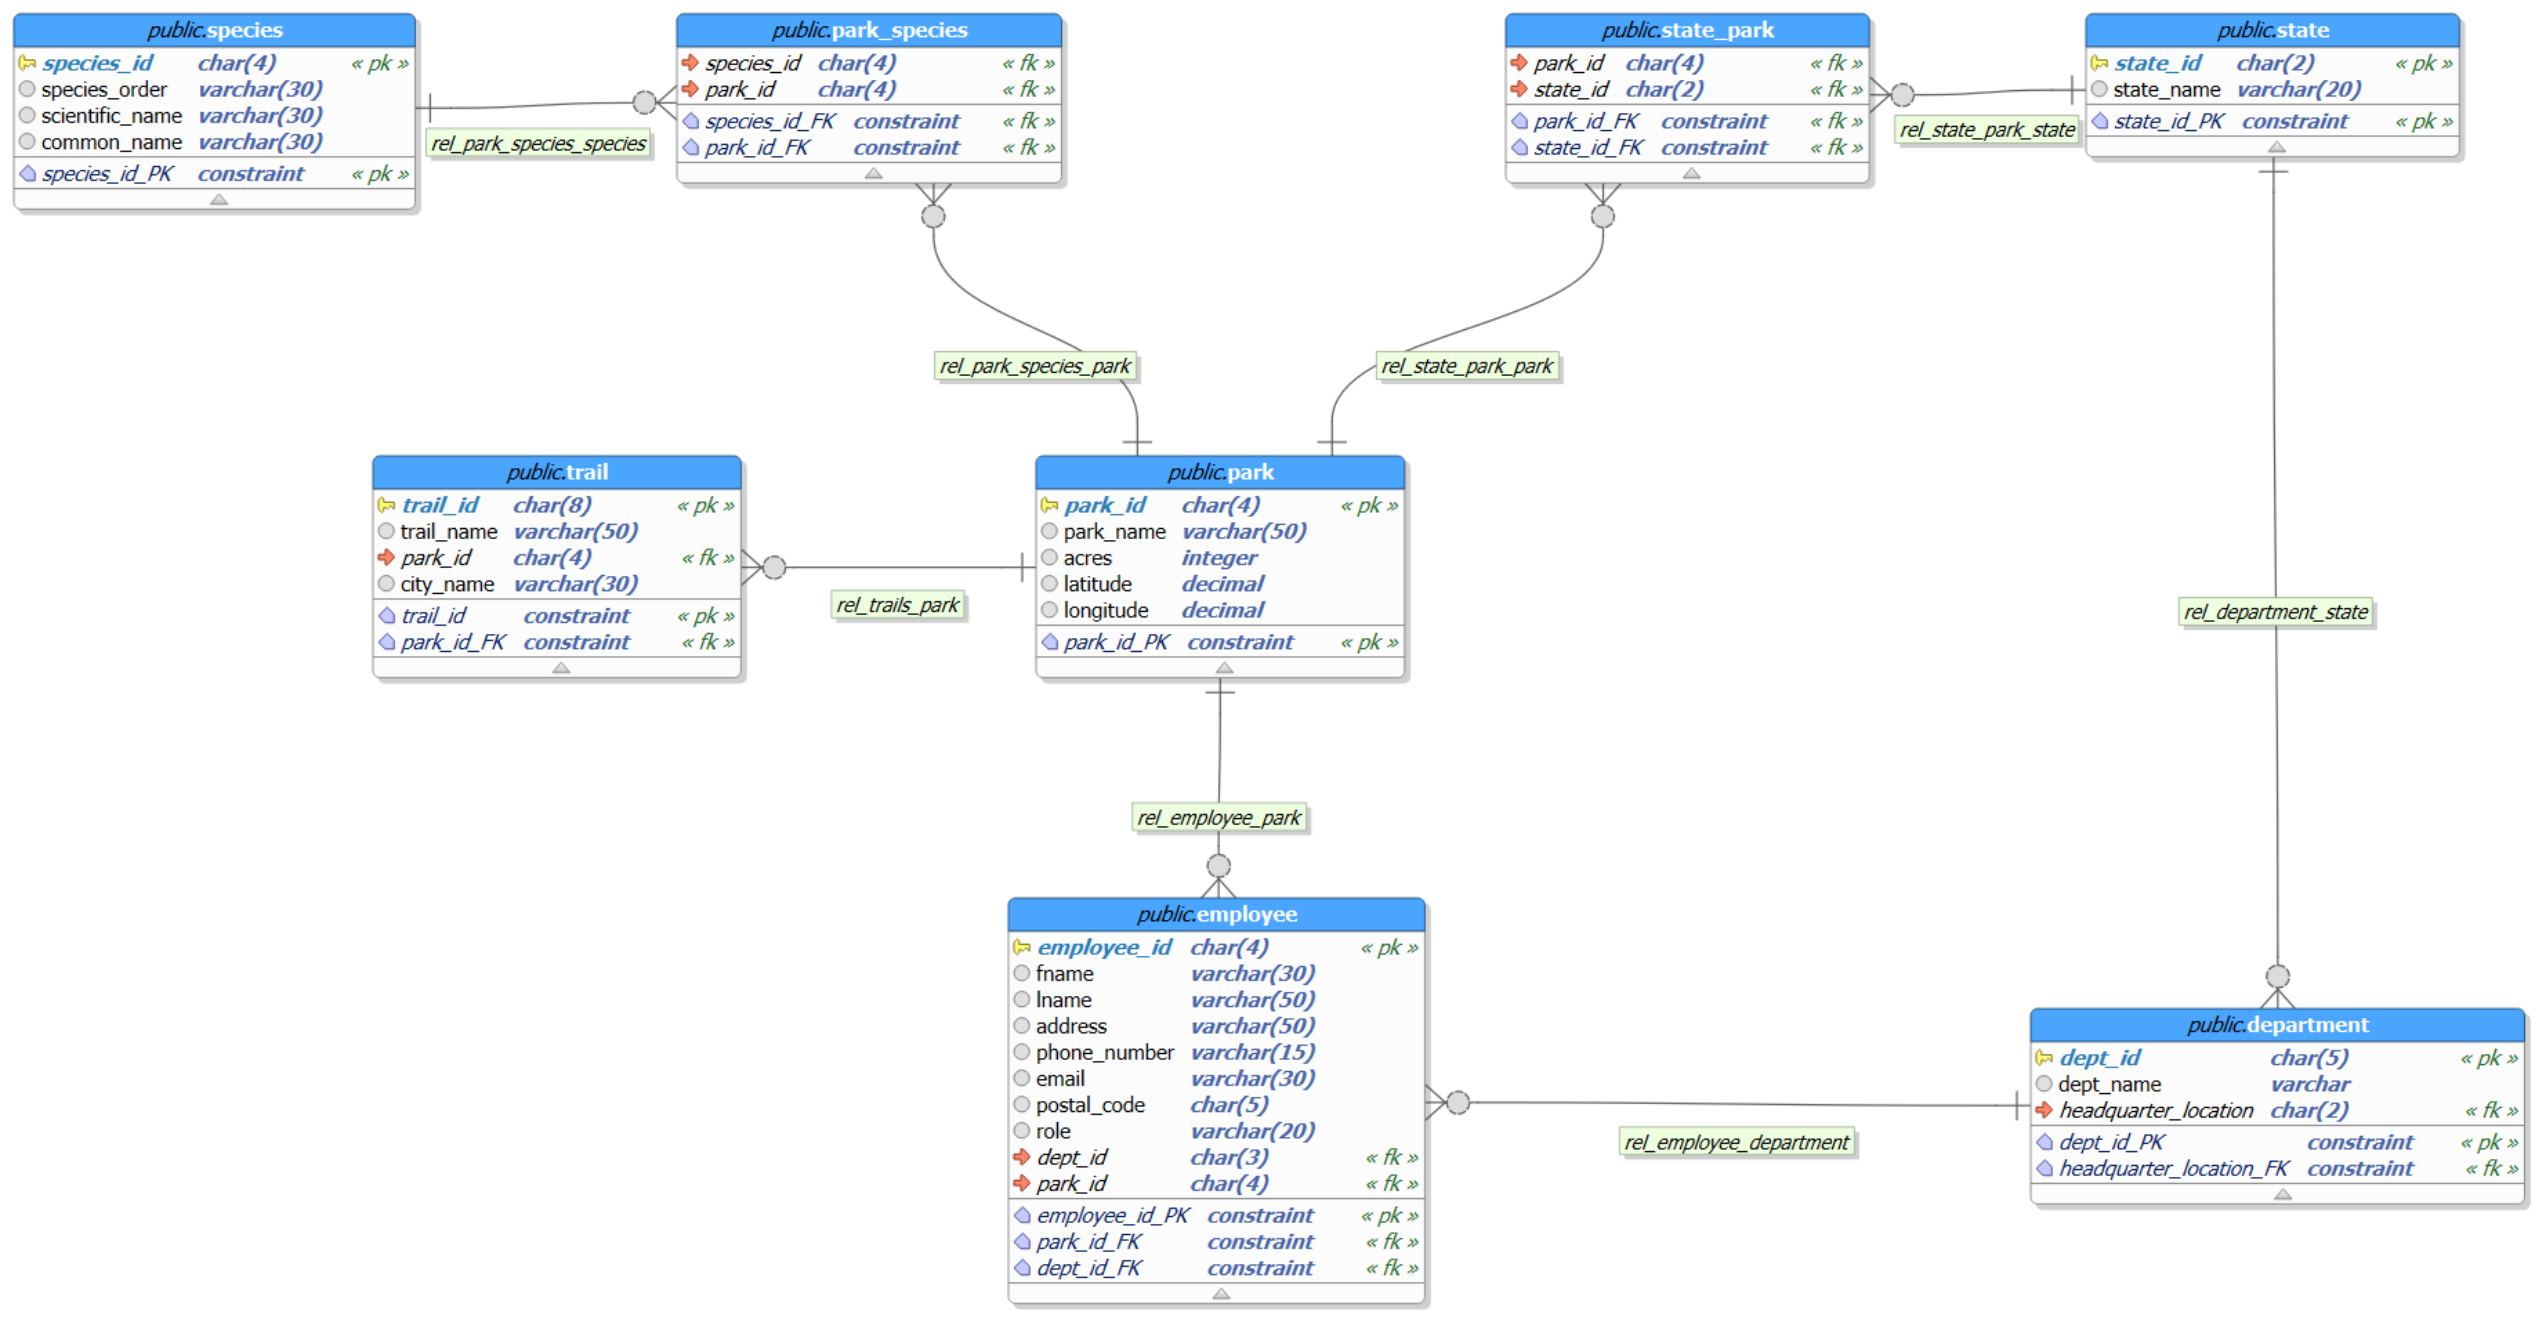 public.species
species_id char(4) « pk »
species_order varchar(30)
scientific_name varchar(30)
common_name varchar(30)
species_id_PK constraint « pk »
rel_park_species_species
public.park_species
species_id char(4) « fk »
park_id char(4) « fk »
species_id_FK constraint « fk »
park_id_FK constraint « fk »
public.state_park
park_id char(4) « fk »
state_id char(2) « fk »
park_id_FK constraint « fk »
state_id_FK constraint « fk »
rel_state_park_state
public.state
state_id char(2) « pk »
state_name varchar(20)
state_id_PK constraint « pk »
rel_park_species_park
rel_state_park_park
public.trail
trail_id char(8) « pk »
trail_name varchar(50)
park_id char(4) « fk »
city_name varchar(30)
trail_id constraint « pk »
park_id_FK constraint « fk »
rel_trails_park
public.park
park_id char(4) « pk »
park_name varchar(50)
acres integer
latitude decimal
longitude decimal
park_id_PK constraint « pk »
rel_department_state
rel_employee_park
public.employee
employee_id char(4) « pk »
fname varchar(30)
lname varchar(50)
address varchar(50)
phone_number varchar(15)
email varchar(30)
postal_code char(5)
role varchar(20)
dept_id char(3) « fk »
park_id char(4) « fk »
employee_id_PK constraint « pk »
park_id_FK constraint « fk »
dept_id_FK constraint « fk »
rel_employee_department
public.department
dept_id char(5) « pk »
dept_name varchar
headquarter_location char(2) « fk »
dept_id_PK constraint « pk »
headquarter_location_FK constraint « fk »